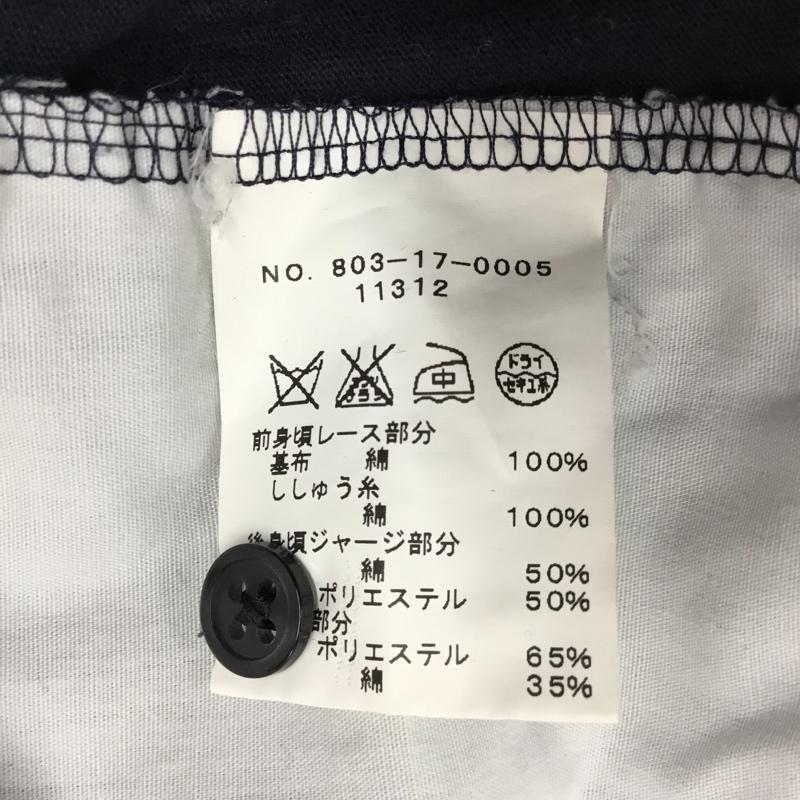 NO. 803-17-0005
11312
中
ドライ
セキユ系
前身頃レース部分
基布 綿 100%
ししゅう糸
綿 100%
後身頃ジャージ部分
綿 50%
ポリエステル 50%
部分
ポリエステル 65%
綿 35%